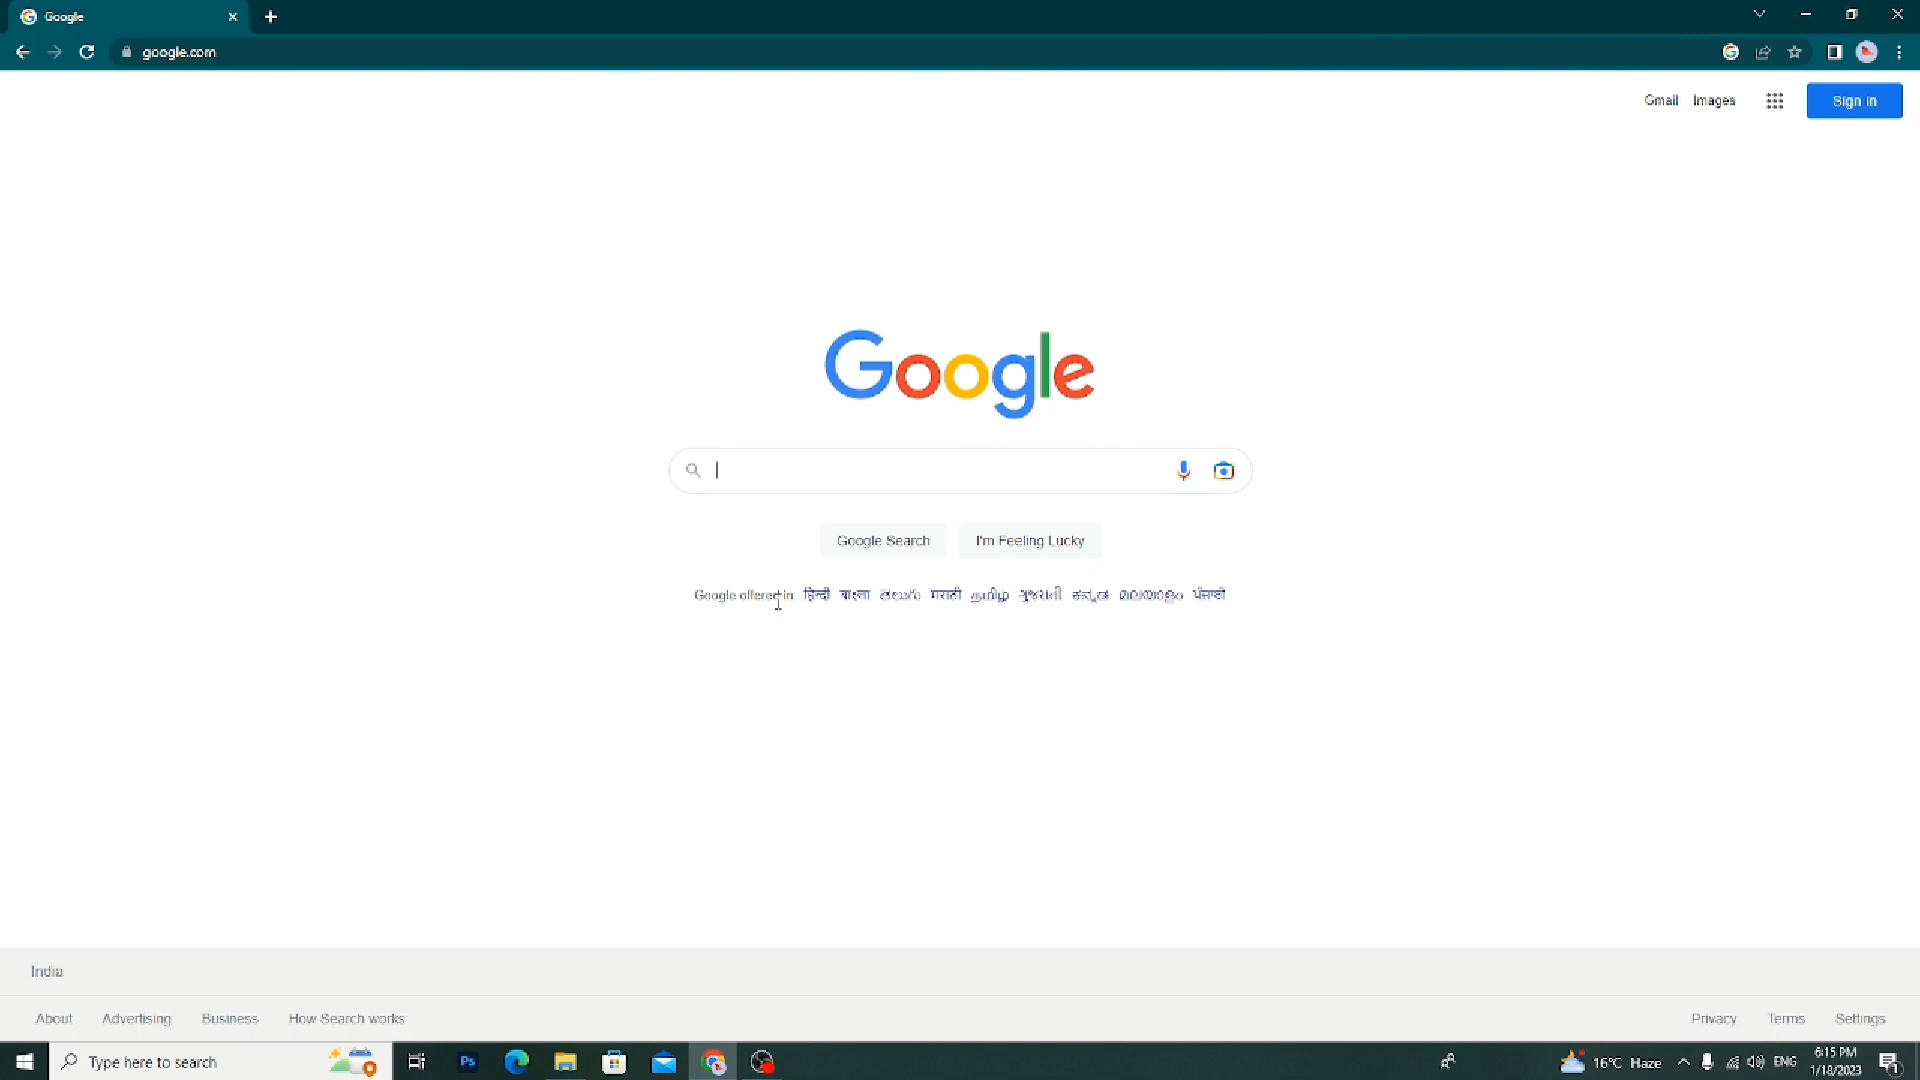 Google
google.com
Gmail Images Sign in
Google
Google Search I'm Feeling Lucky
Google offered in: हिन्दी বাংলা తెలుగు मराठी தமிழ் ગુજરાતી ಕನ್ನಡ മലയാളം ਪੰਜਾਬੀ
India
About Advertising Business How Search works Privacy Terms Settings
Type here to search Ps 16°C Haze ENG 6:15 PM
1/18/2023 1